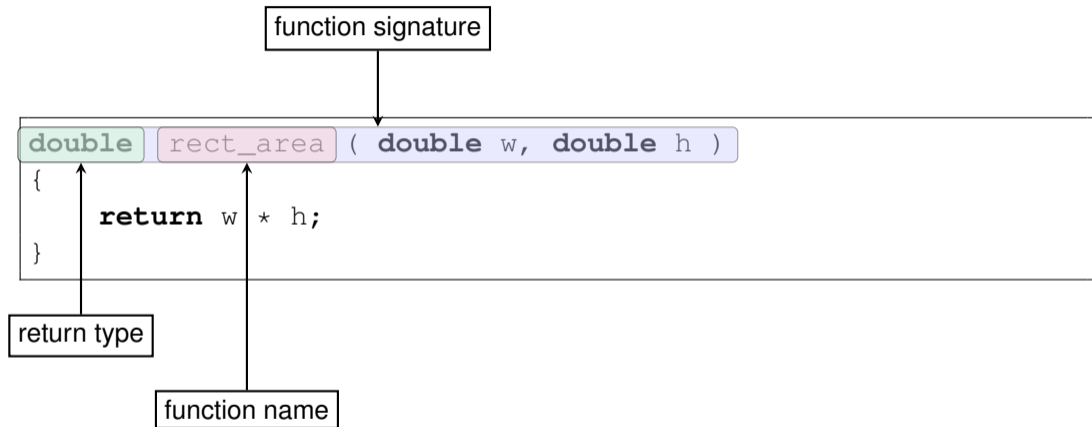 function signature
double rect_area ( double w, double h )
{
return w * h;
}
return type
function name